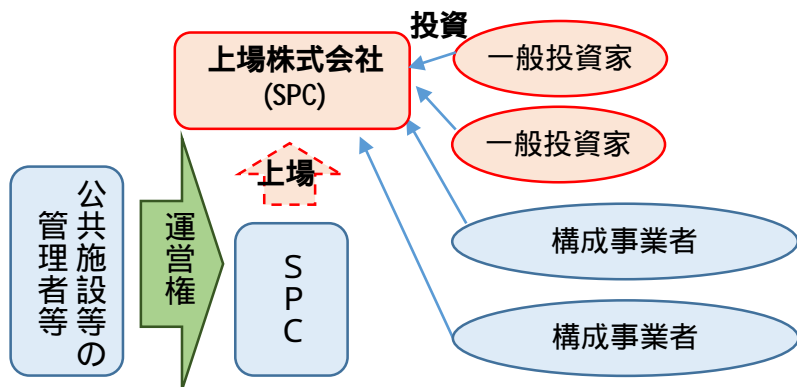 投資
上場株式会社
(SPC)
一般投資家
一般投資家
上場
公共施設等の
管理者等
運営権
SPC
構成事業者
構成事業者